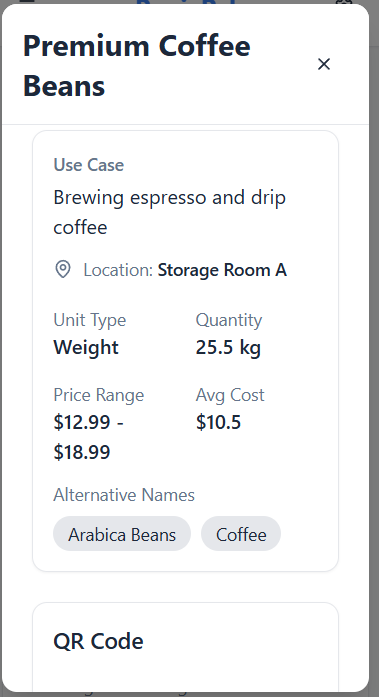 Premium Coffee
Beans
Use Case
Brewing espresso and drip
coffee
Location: Storage Room A
Unit Type
Quantity
Weight
25.5 kg
Price Range
Avg Cost
$12.99 -
$18.99
$10.5
Alternative Names
Arabica Beans
Coffee
QR Code